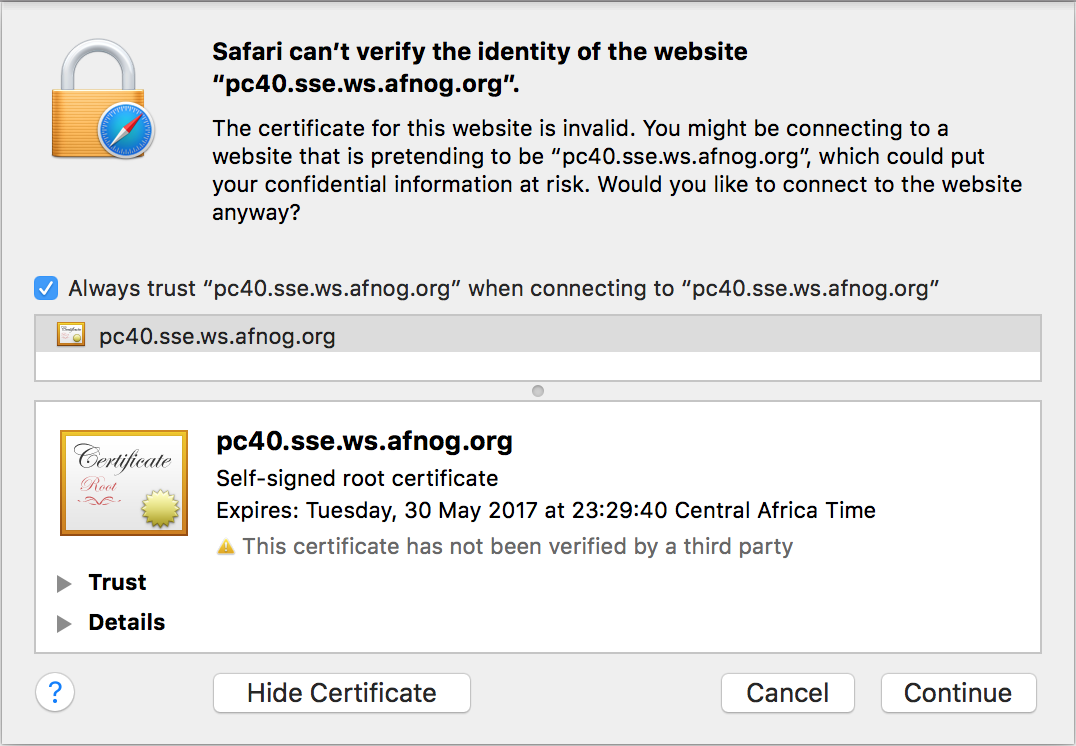 Safari can’t verify the identity of the website
“pc40.sse.ws.afnog.org”.
The certificate for this website is invalid. You might be connecting to a
website that is pretending to be “pc40.sse.ws.afnog.org”, which could put
your confidential information at risk. Would you like to connect to the website
anyway?
Always trust “pc40.sse.ws.afnog.org” when connecting to “pc40.sse.ws.afnog.org”
pc40.sse.ws.afnog.org
Certificate
Root
pc40.sse.ws.afnog.org
Self-signed root certificate
Expires: Tuesday, 30 May 2017 at 23:29:40 Central Africa Time
This certificate has not been verified by a third party
Trust
Details
?
Hide Certificate
Cancel
Continue